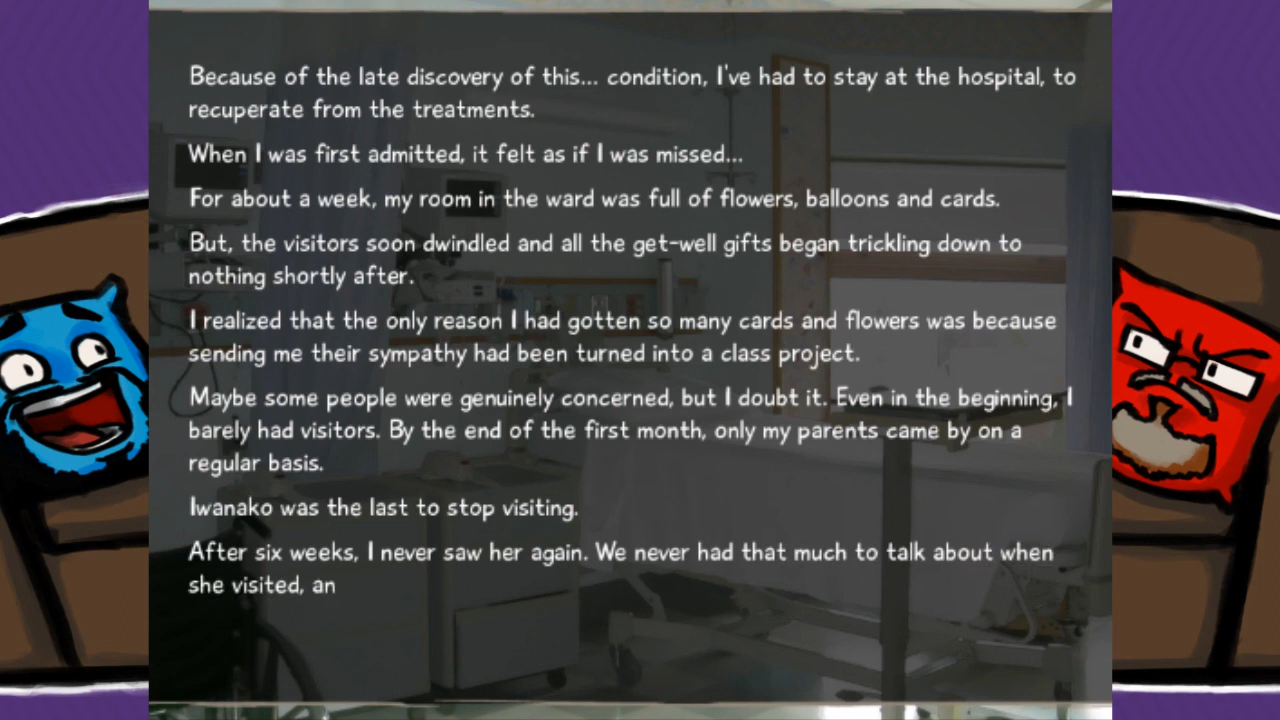 Because of the late discovery of this... condition, I've had to stay at the hospital, to
recuperate from the treatments.
When I was first admitted, it felt as if I was missed...
For about a week, my room in the ward was full of flowers, balloons and cards.
But, the visitors soon dwindled and all the get-well gifts began trickling down to
nothing shortly after.
I realized that the only reason I had gotten so many cards and flowers was because
sending me their sympathy had been turned into a class project.
Maybe some people were genuinely concerned, but I doubt it. Even in the beginning, I
barely had visitors. By the end of the first month, only my parents came by on a
regular basis.
Iwanako was the last to stop visiting.
After six weeks, I never saw her again. We never had that much to talk about when
she visited, an